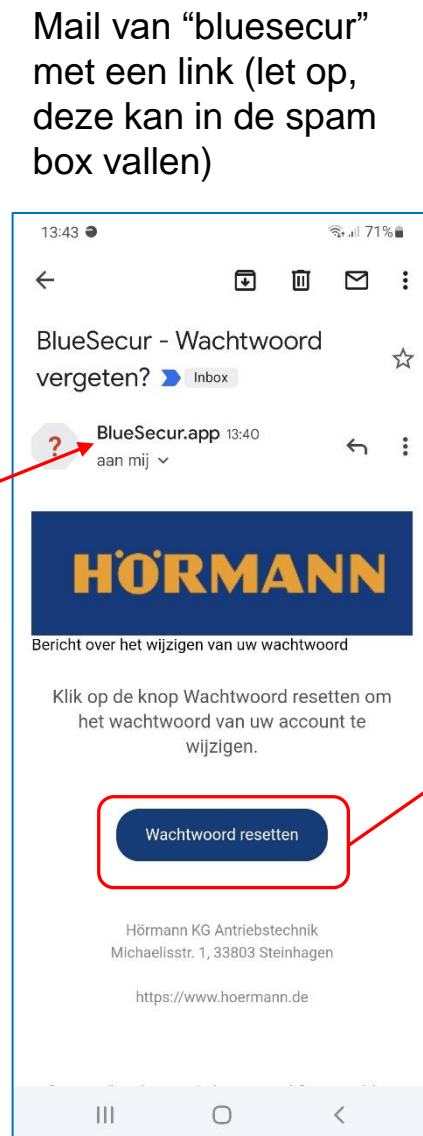 Mail van “bluesecur”
met een link (let op,
deze kan in de spam
box vallen)
13:43 71%
BlueSecur - Wachtwoord
vergeten? Inbox
? BlueSecur.app 13:40
aan mij
HÖRMANN
Bericht over het wijzigen van uw wachtwoord
Klik op de knop Wachtwoord resetten om
het wachtwoord van uw account te
wijzigen.
Wachtwoord resetten
Hörmann KG Antriebstechnik
Michaelisstr. 1, 33803 Steinhagen
https://www.hoermann.de